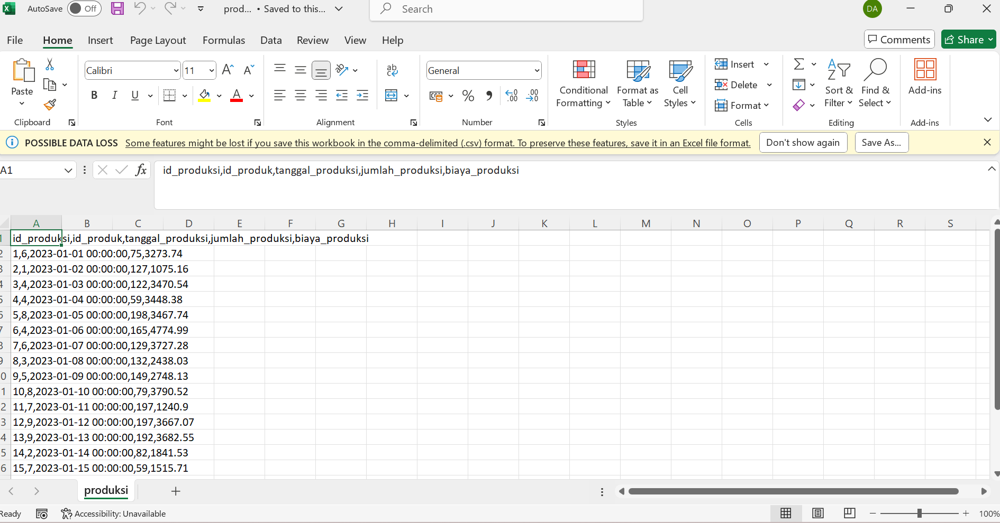 AutoSave Off prod... • Saved to this... Search DA
File Home Insert Page Layout Formulas Data Review View Help Comments Share
Paste
Clipboard
Calibri 11
B I U
Font
ab
Alignment
General
% .00 .00
Number
Conditional Formatting
Format as Table
Cell Styles
Styles
Insert
Delete
Format
Cells
Sort & Filter
Find & Select
Editing
Add-ins
Add-ins
POSSIBLE DATA LOSS Some features might be lost if you save this workbook in the comma-delimited (.csv) format. To preserve these features, save it in an Excel file format. Don't show again Save As...
A1 fx id_produksi,id_produk,tanggal_produksi,jumlah_produksi,biaya_produksi
A B C D E F G H I J K L M N O P Q R S
id_produksi,id_produk,tanggal_produksi,jumlah_produksi,biaya_produksi
1,6,2023-01-01 00:00:00,75,3273.74
2,1,2023-01-02 00:00:00,127,1075.16
3,4,2023-01-03 00:00:00,122,3470.54
4,4,2023-01-04 00:00:00,59,3448.38
5,8,2023-01-05 00:00:00,198,3467.74
6,4,2023-01-06 00:00:00,165,4774.99
7,6,2023-01-07 00:00:00,129,3727.28
8,3,2023-01-08 00:00:00,132,2438.03
9,5,2023-01-09 00:00:00,149,2748.13
10,8,2023-01-10 00:00:00,79,3790.52
11,7,2023-01-11 00:00:00,197,1240.9
12,9,2023-01-12 00:00:00,197,3667.07
13,9,2023-01-13 00:00:00,192,3682.55
14,2,2023-01-14 00:00:00,82,1841.53
15,7,2023-01-15 00:00:00,59,1515.71
produksi
Ready Accessibility: Unavailable 100%